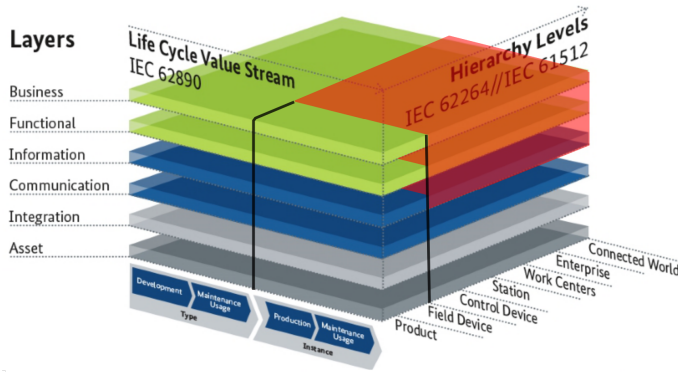 Layers
Life Cycle Value Stream
IEC 62890
Hierarchy Levels
IEC 62264//IEC 61512
Business
Functional
Information
Communication
Integration
Asset
Development
Maintenance
Usage
Type
Production
Maintenance
Usage
Instance
Connected World
Enterprise
Work Centers
Station
Control Device
Field Device
Product